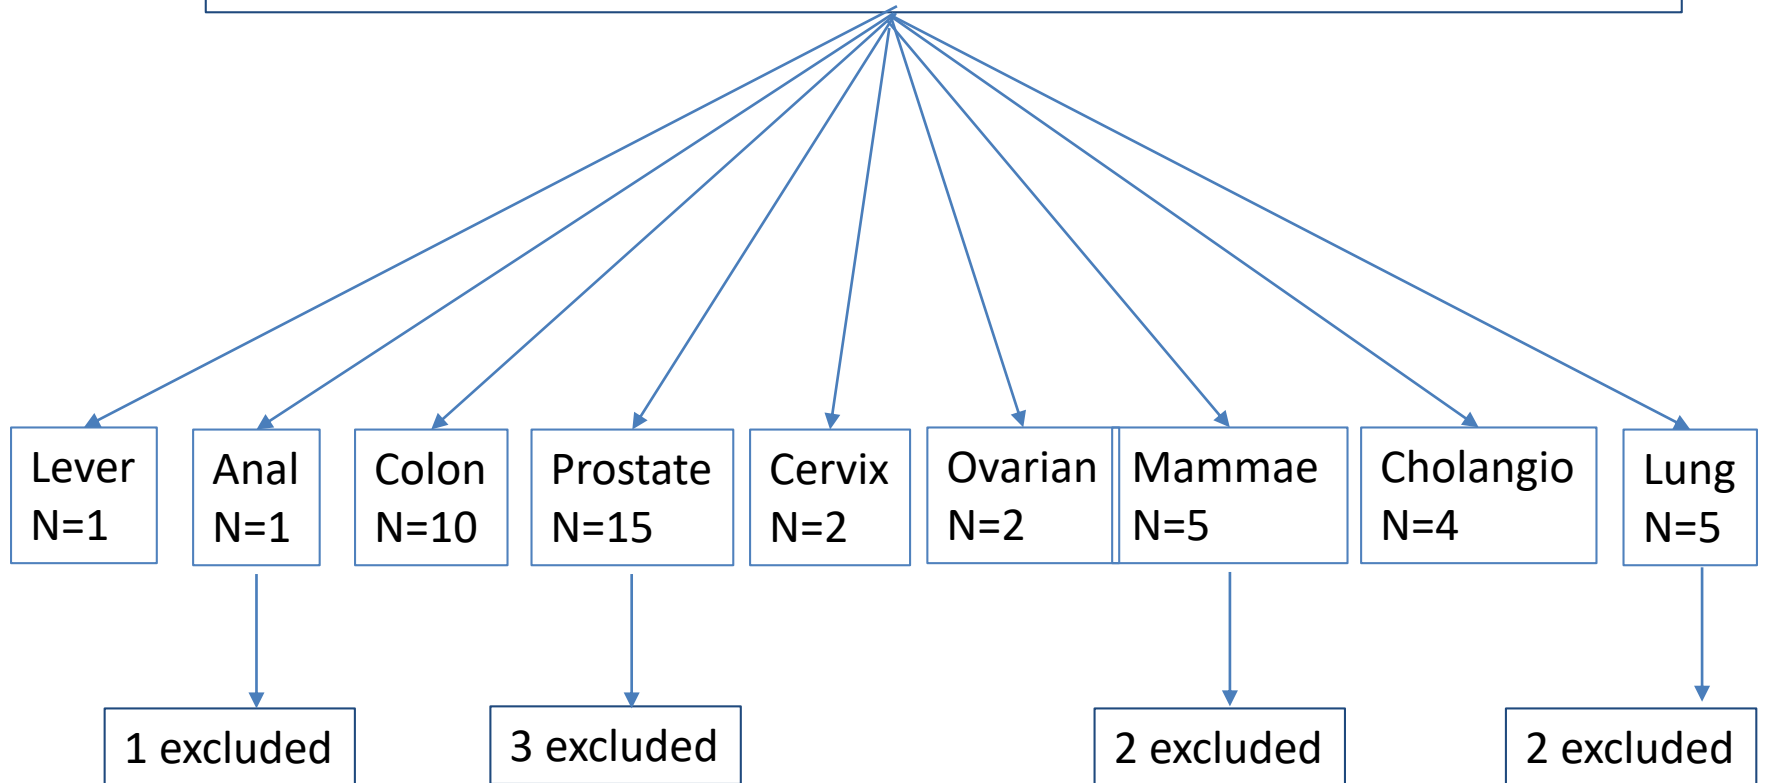 Lever
N=1
Anal
N=1
Colon
N=10
Prostate
N=15
Cervix
N=2
Ovarian
N=2
Mammae
N=5
Cholangio
N=4
Lung
N=5
1 excluded
3 excluded
2 excluded
2 excluded